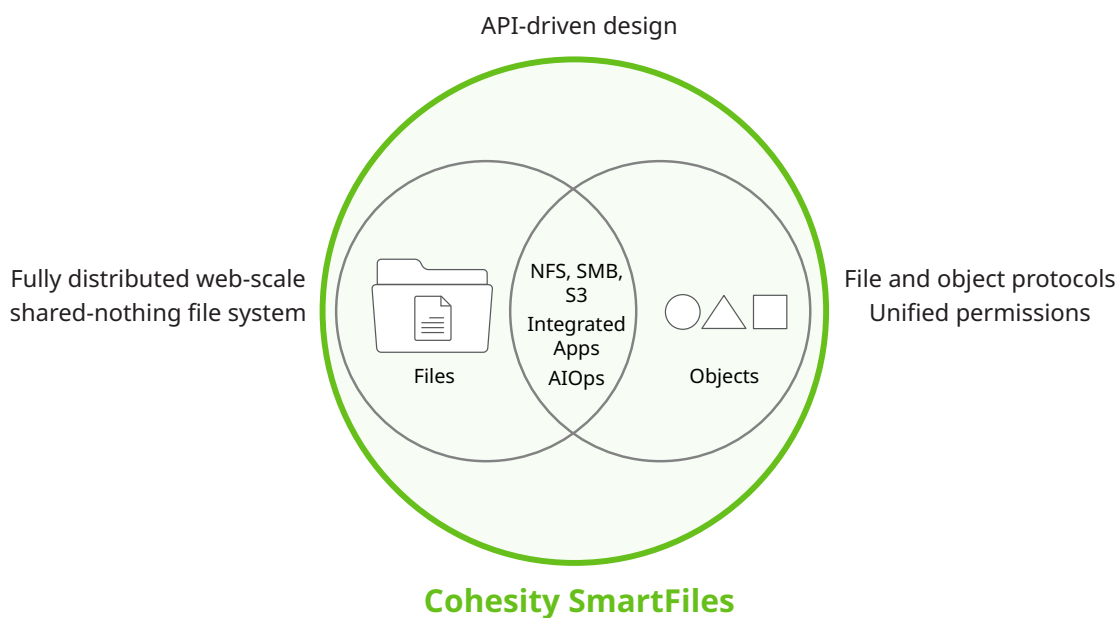 API-driven design
Fully distributed web-scale
shared-nothing file system
Files
NFS, SMB,
S3
Integrated
Apps
AIOps
Objects
File and object protocols
Unified permissions
Cohesity SmartFiles